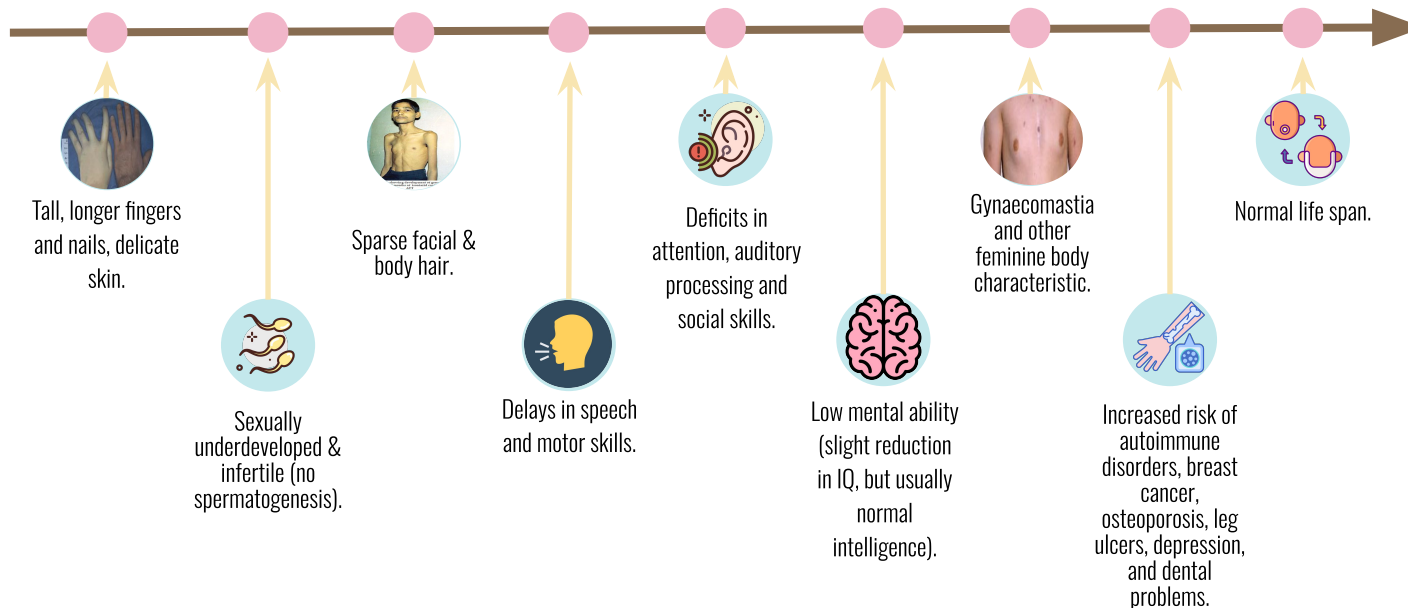 Tall, longer fingers
and nails, delicate
skin.
Sexually
underdeveloped &
infertile (no
spermatogenesis).
Sparse facial &
body hair.
Delays in speech
and motor skills.
Deficits in
attention, auditory
processing and
social skills.
Low mental ability
(slight reduction
in IQ, but usually
normal
intelligence).
Gynaecomastia
and other
feminine body
characteristic.
Increased risk of
autoimmune
disorders, breast
cancer,
osteoporosis, leg
ulcers, depression,
and dental
problems.
Normal life span.